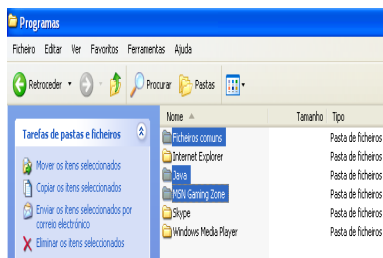 Programas
Ficheiro Editar Ver Favoritos Ferramentas Ajuda
Retroceder Procurar Pastas
Nome Tamanho Tipo
Tarefas de pastas e ficheiros
Mover os itens seleccionados
Copiar os itens seleccionados
Enviar os itens seleccionados por
correio electrónico
Eliminar os itens seleccionados
Ficheiros comuns Pasta de ficheiros
Internet Explorer Pasta de ficheiros
Java Pasta de ficheiros
MSN Gaming Zone Pasta de ficheiros
Skype Pasta de ficheiros
Windows Media Player Pasta de ficheiros